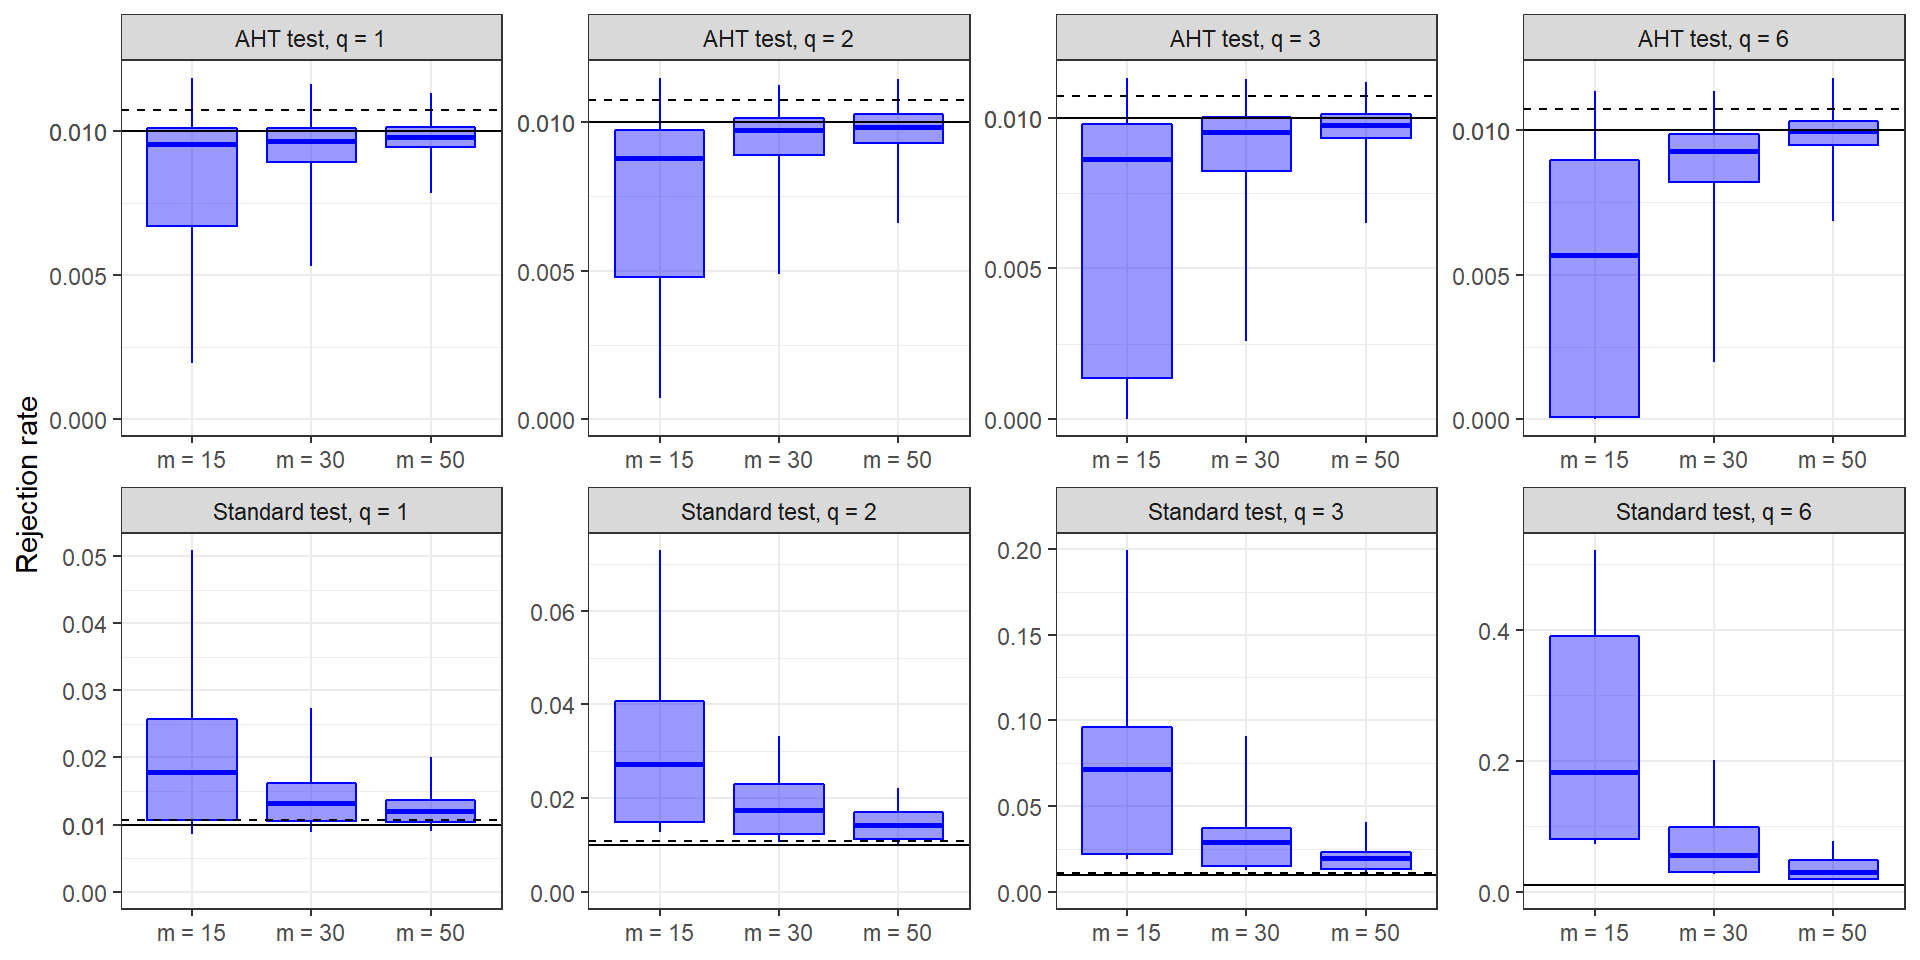 AHT test, q = 1
AHT test, q = 2
AHT test, q = 3
AHT test, q = 6
0.010
0.005
0.000
0.010
0.005
0.000
0.010
0.005
0.000
0.010
0.005
0.000
m = 15 m = 30 m = 50
m = 15 m = 30 m = 50
m = 15 m = 30 m = 50
m = 15 m = 30 m = 50
Rejection rate
Standard test, q = 1
Standard test, q = 2
Standard test, q = 3
Standard test, q = 6
0.05
0.04
0.03
0.02
0.01
0.00
0.06
0.04
0.02
0.00
0.20
0.15
0.10
0.05
0.00
0.4
0.2
0.0
m = 15 m = 30 m = 50
m = 15 m = 30 m = 50
m = 15 m = 30 m = 50
m = 15 m = 30 m = 50